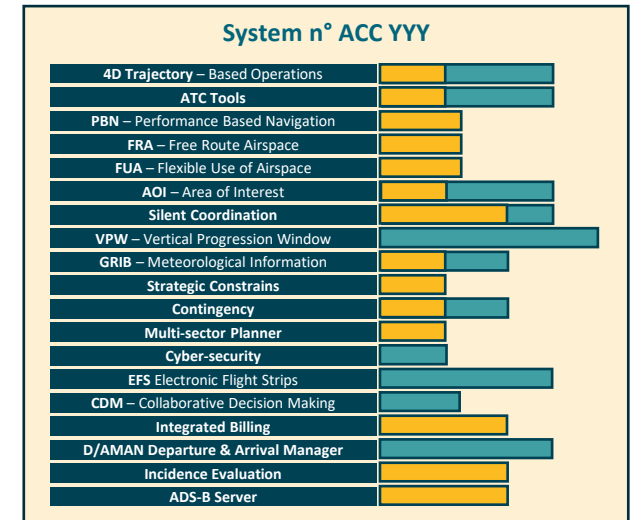 System n° ACC YYY
4D Trajectory – Based Operations
ATC Tools
PBN – Performance Based Navigation
FRA – Free Route Airspace
FUA – Flexible Use of Airspace
AOI – Area of Interest
Silent Coordination
VPW – Vertical Progression Window
GRIB – Meteorological Information
Strategic Constrains
Contingency
Multi-sector Planner
Cyber-security
EFS Electronic Flight Strips
CDM – Collaborative Decision Making
Integrated Billing
D/AMAN Departure & Arrival Manager
Incidence Evaluation
ADS-B Server